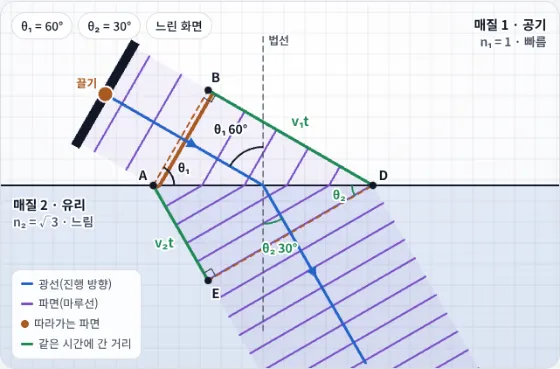 θ₁ = 60°
θ₂ = 30°
느린 화면
법선
매질 1 · 공기
n₁ = 1 · 빠름
끌기
B
θ₁ 60°
v₁t
A
θ₁
D
θ₂
매질 2 · 유리
n₂ = √3 · 느림
v₂t
θ₂ 30°
E
광선(진행 방향)
파면(마루선)
따라가는 파면
같은 시간에 간 거리